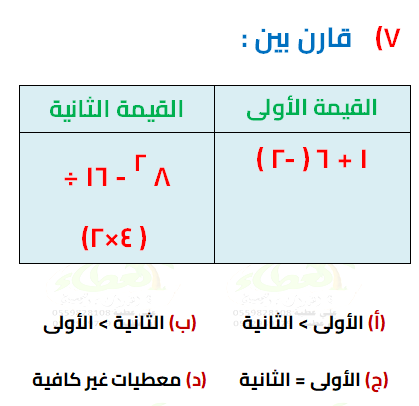 ٧) قارن بين :
القيمة الأولى
القيمة الثانية
١ + ٦ ( -٢ )
٨ ² - ١٦ ÷
( ٤×٢)
(أ) الأولى > الثانية
(ب) الثانية > الأولى
(ج) الأولى = الثانية
(د) معطيات غير كافية